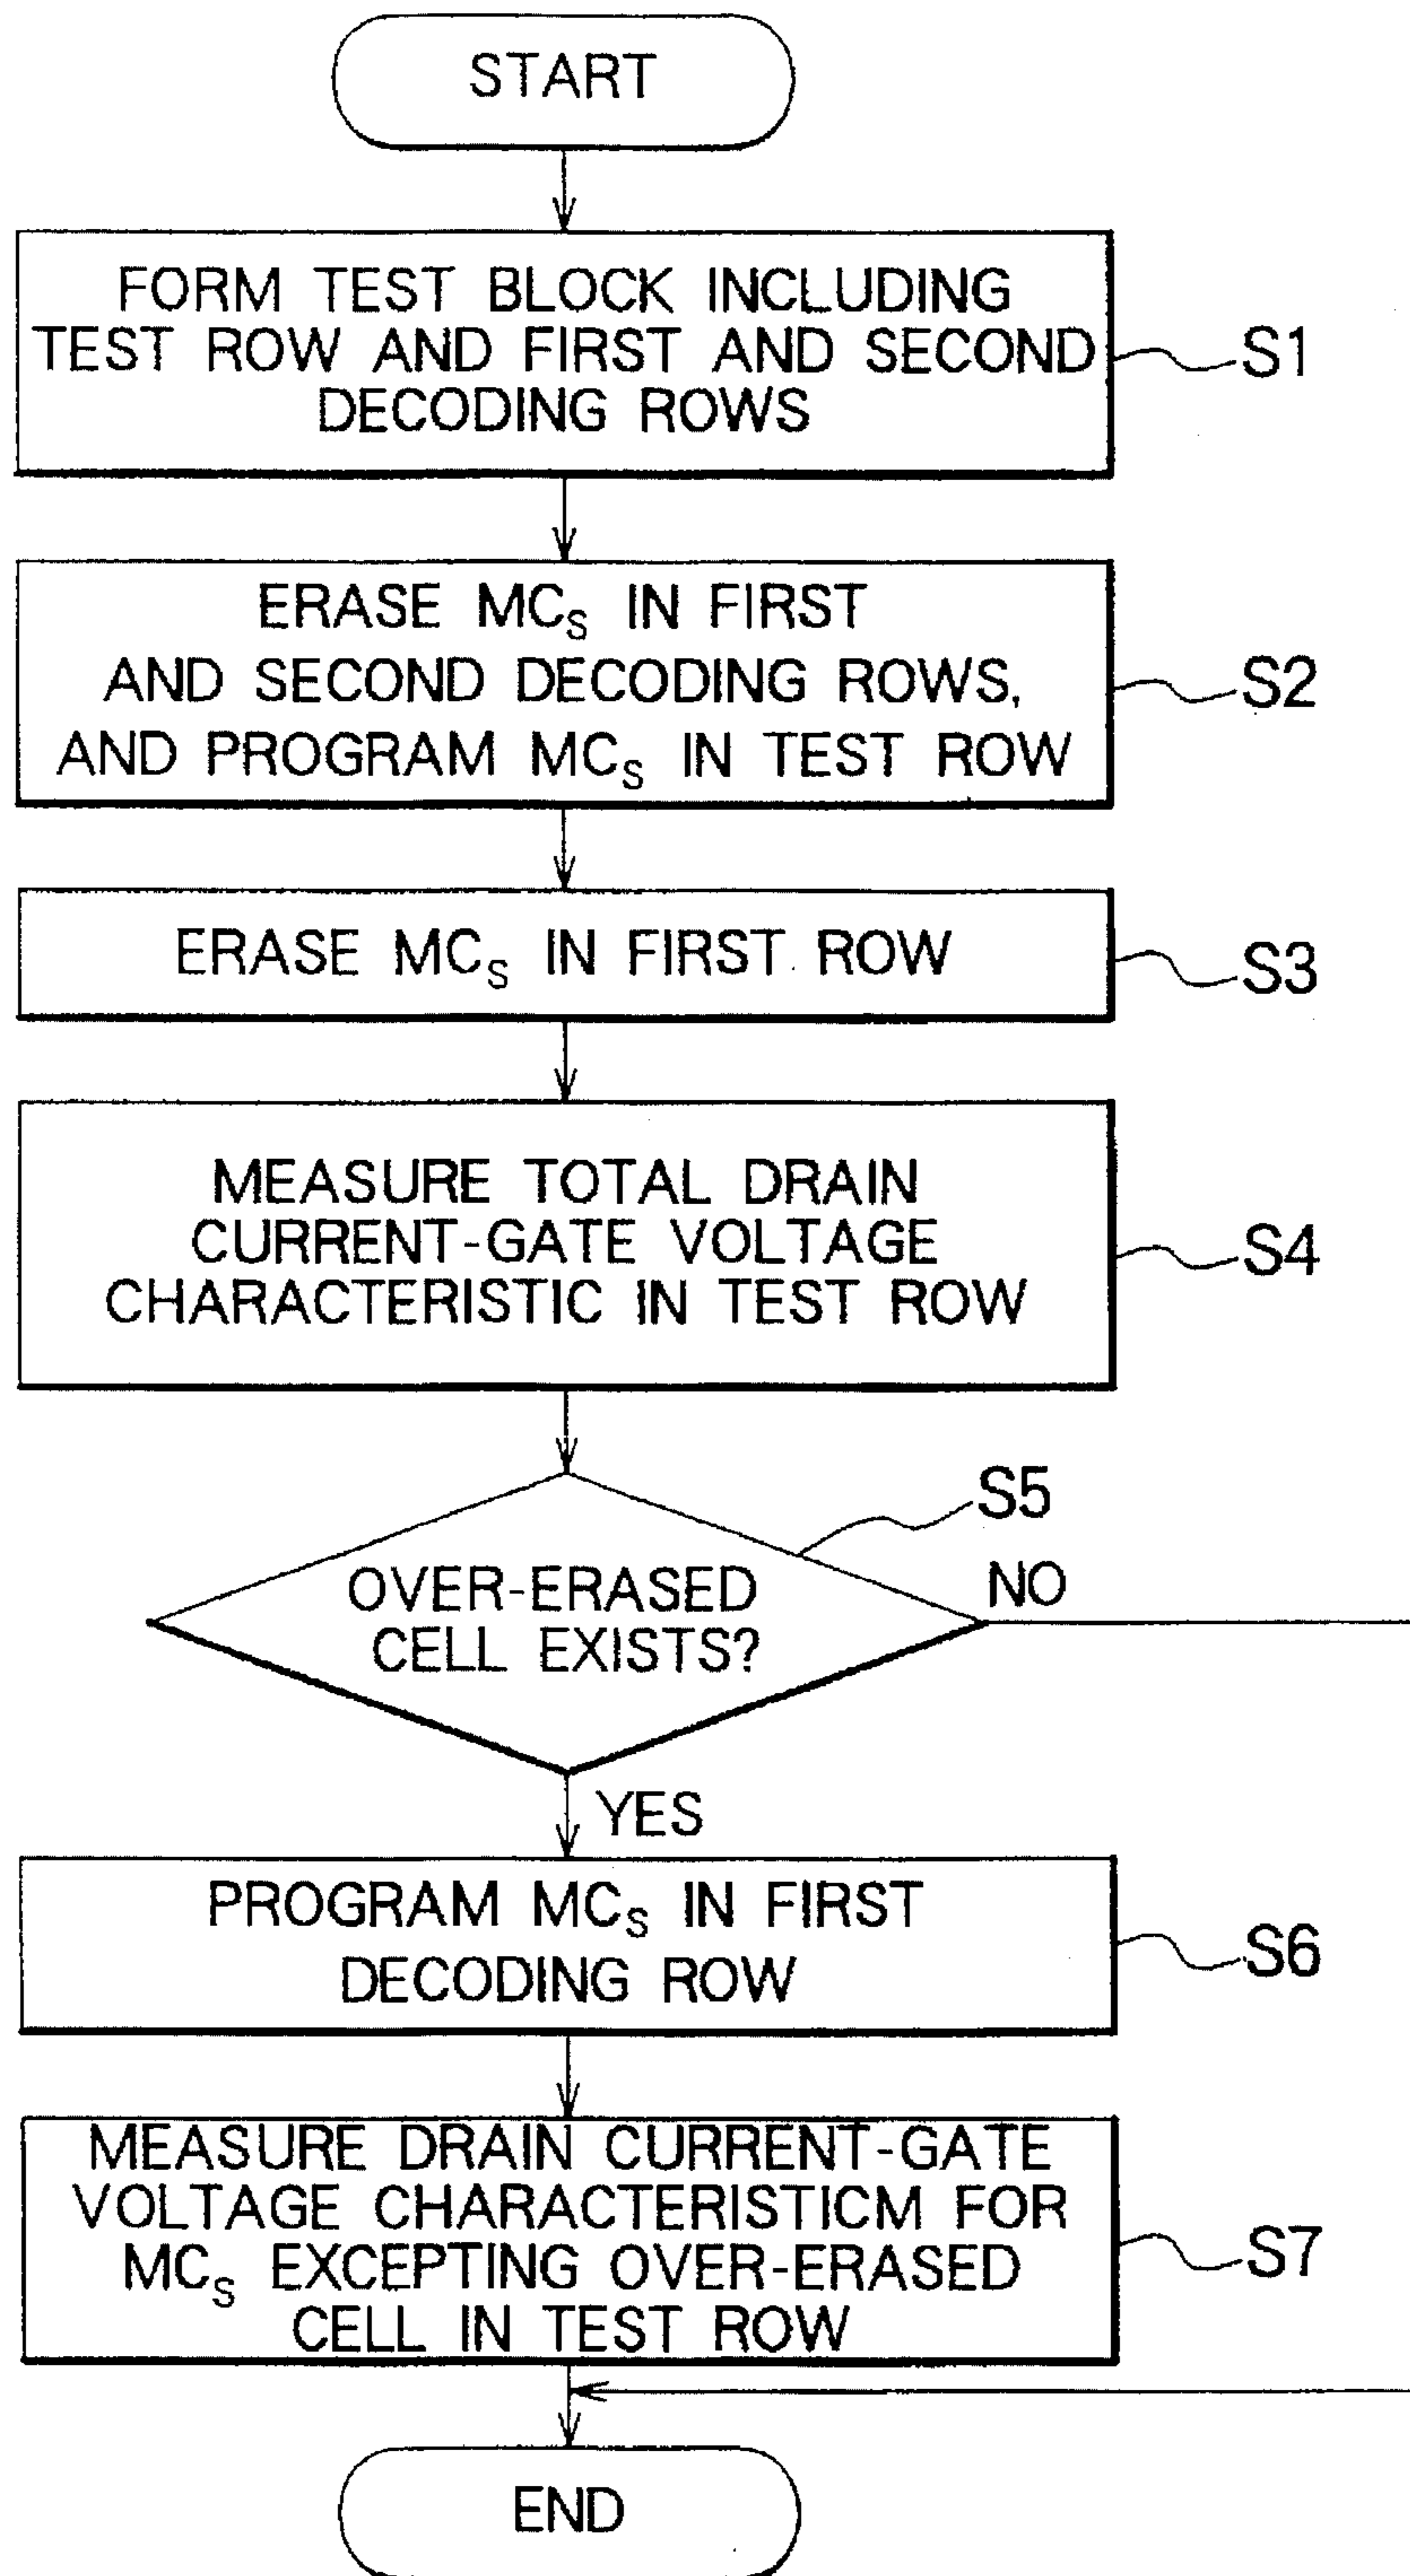 START
FORM TEST BLOCK INCLUDING
TEST ROW AND FIRST AND SECOND
DECODING ROWS
S1
ERASE MCS IN FIRST
AND SECOND DECODING ROWS,
AND PROGRAM MCS IN TEST ROW
S2
ERASE MCS IN FIRST ROW
S3
MEASURE TOTAL DRAIN
CURRENT-GATE VOLTAGE
CHARACTERISTIC IN TEST ROW
S4
S5
OVER-ERASED
CELL EXISTS?
NO
YES
PROGRAM MCS IN FIRST
DECODING ROW
S6
MEASURE DRAIN CURRENT-GATE
VOLTAGE CHARACTERISTICM FOR
MCS EXCEPTING OVER-ERASED
CELL IN TEST ROW
S7
END